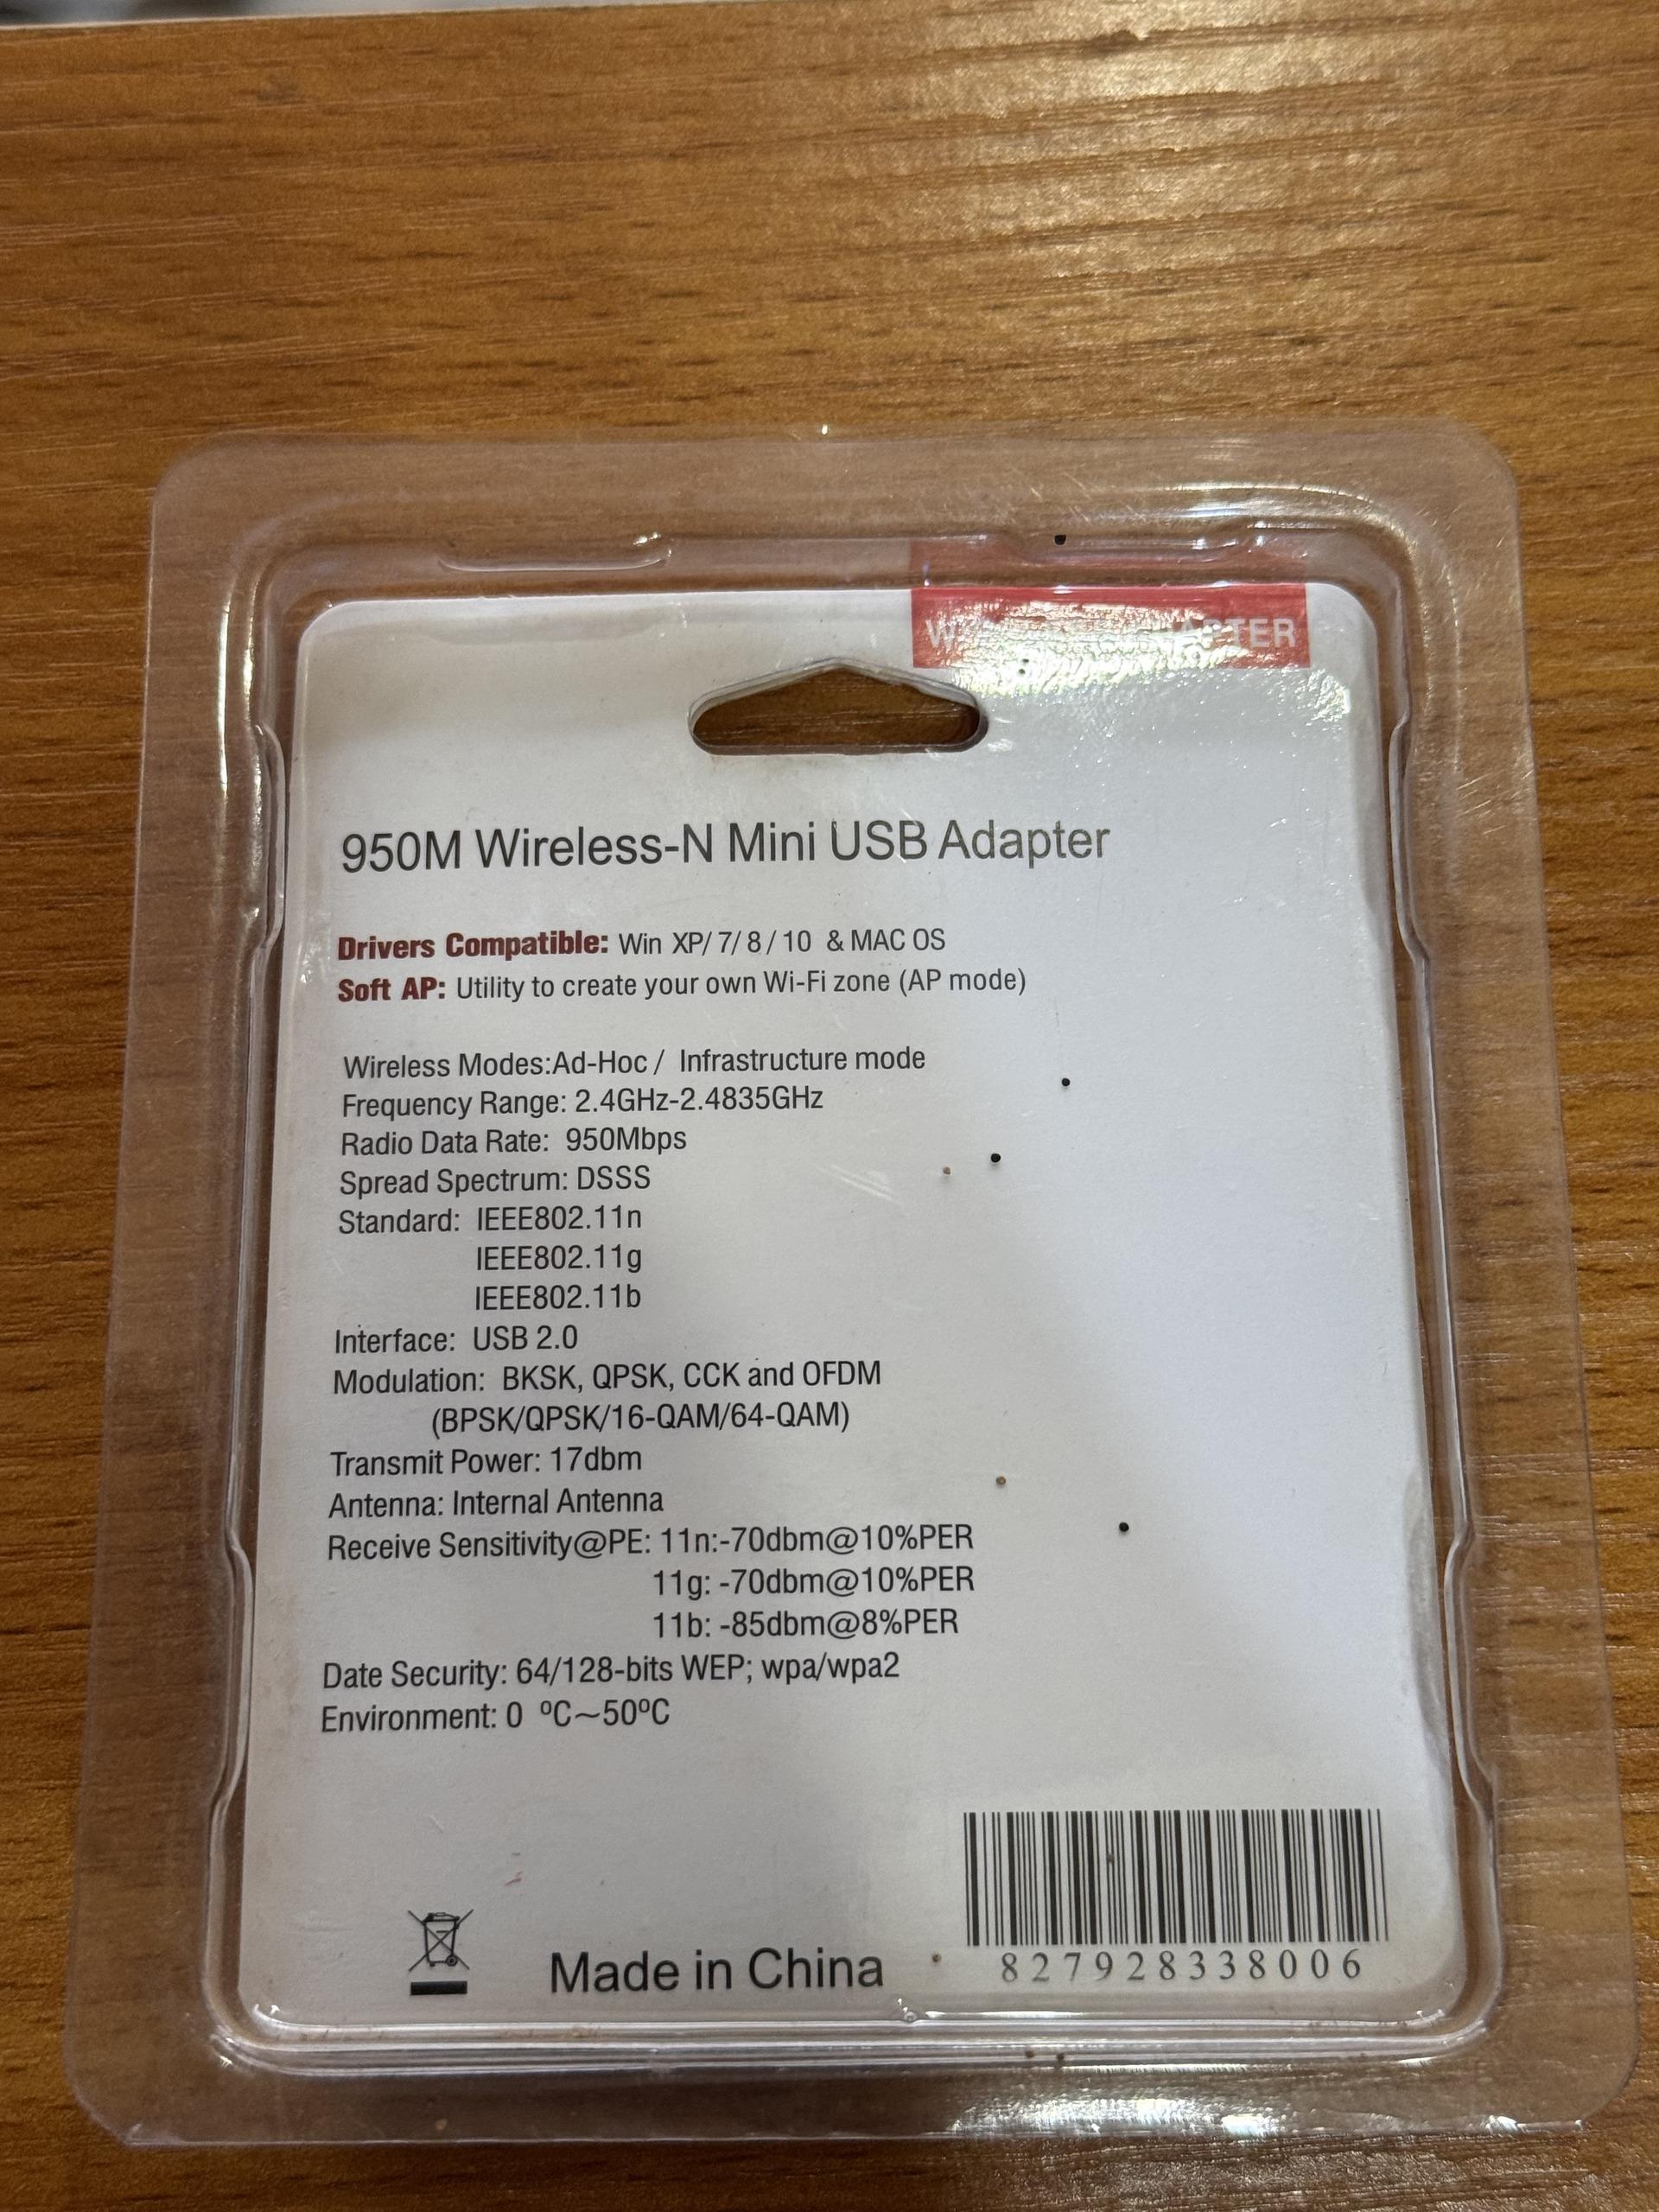 950M Wireless-N Mini USB Adapter
Drivers Compatible: Win XP/ 7/ 8 / 10 & MAC OS
Soft AP: Utility to create your own Wi-Fi zone (AP mode)
Wireless Modes:Ad-Hoc / Infrastructure mode
Frequency Range: 2.4GHz-2.4835GHz
Radio Data Rate: 950Mbps
Spread Spectrum: DSSS
Standard: IEEE802.11n
IEEE802.11g
IEEE802.11b
Interface: USB 2.0
Modulation: BKSK, QPSK, CCK and OFDM
(BPSK/QPSK/16-QAM/64-QAM)
Transmit Power: 17dbm
Antenna: Internal Antenna
Receive Sensitivity@PE: 11n:-70dbm@10%PER
11g: -70dbm@10%PER
11b: -85dbm@8%PER
Date Security: 64/128-bits WEP; wpa/wpa2
Environment: 0 ºC~50ºC
Made in China
827928338006